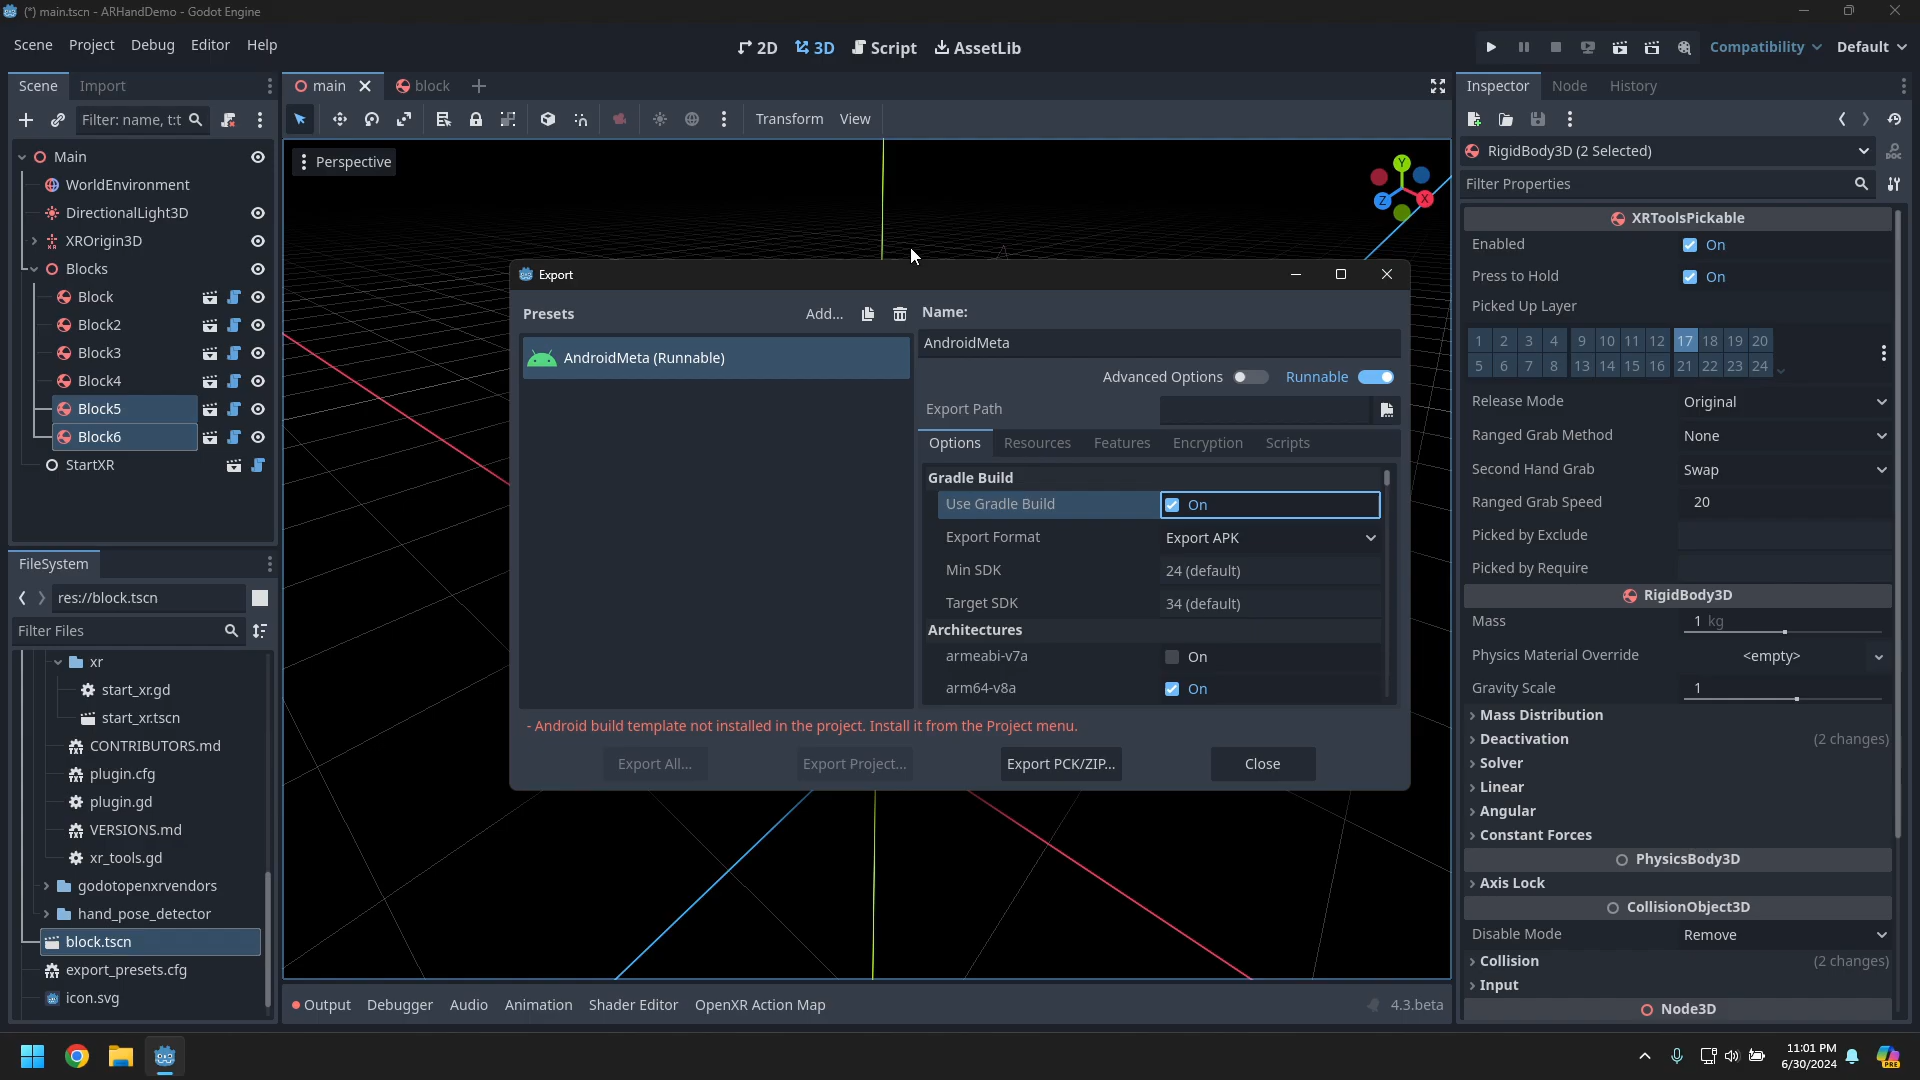 (*) main.tscn - ARHandDemo - Godot Engine
Scene Project Debug Editor Help
2D 3D Script AssetLib
Compatibility Default
Scene Import
main block
Inspector Node History
Filter: name, t:t
Transform View
RigidBody3D (2 Selected)
Filter Properties
Main
WorldEnvironment
DirectionalLight3D
XROrigin3D
Blocks
Block
Block2
Block3
Block4
Block5
Block6
StartXR
Perspective
Y
X
Z
Export
Presets
Add...
AndroidMeta (Runnable)
Name:
AndroidMeta
Advanced Options Runnable
Export Path
Options Resources Features Encryption Scripts
Gradle Build
Use Gradle Build On
Export Format Export APK
Min SDK 24 (default)
Target SDK 34 (default)
Architectures
armeabi-v7a On
arm64-v8a On
- Android build template not installed in the project. Install it from the Project menu.
Export All... Export Project... Export PCK/ZIP... Close
XRToolsPickable
Enabled On
Press to Hold On
Picked Up Layer
1 2 3 4 9 10 11 12 17 18 19 20
5 6 7 8 13 14 15 16 21 22 23 24
Release Mode Original
Ranged Grab Method None
Second Hand Grab Swap
Ranged Grab Speed 20
Picked by Exclude
Picked by Require
RigidBody3D
Mass 1 kg
Physics Material Override <empty>
Gravity Scale 1
Mass Distribution
Deactivation (2 changes)
Solver
Linear
Angular
Constant Forces
PhysicsBody3D
Axis Lock
CollisionObject3D
Disable Mode Remove
Collision (2 changes)
Input
Node3D
FileSystem
res://block.tscn
Filter Files
xr
start_xr.gd
start_xr.tscn
CONTRIBUTORS.md
plugin.cfg
plugin.gd
VERSIONS.md
xr_tools.gd
godotopenxrvendors
hand_pose_detector
block.tscn
export_presets.cfg
icon.svg
Output Debugger Audio Animation Shader Editor OpenXR Action Map
4.3.beta
11:01 PM
6/30/2024
PRE